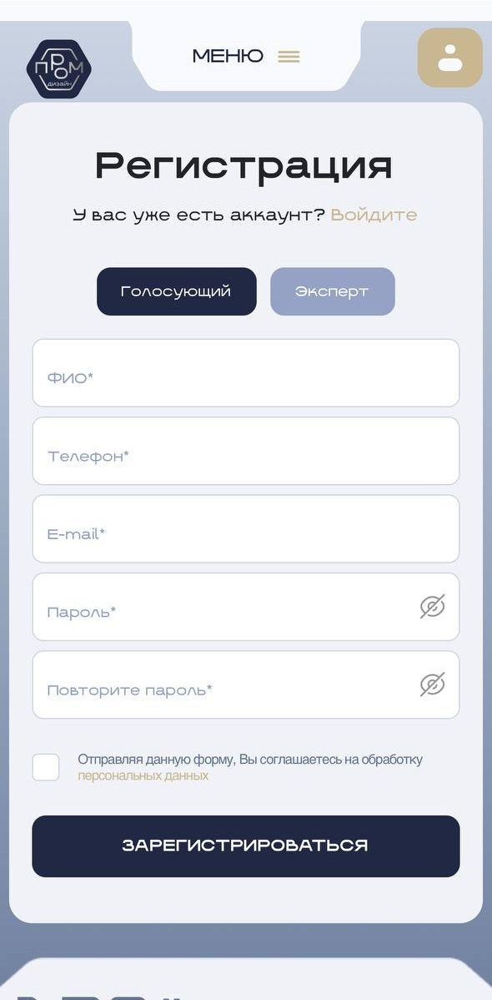 ПРОМ
дизайн
МЕНЮ
Регистрация
У вас уже есть аккаунт? Войдите
Голосующий
Эксперт
ФИО*
Телефон*
E-mail*
Пароль*
Повторите пароль*
Отправляя данную форму, Вы соглашаетесь на обработку
персональных данных
ЗАРЕГИСТРИРОВАТЬСЯ